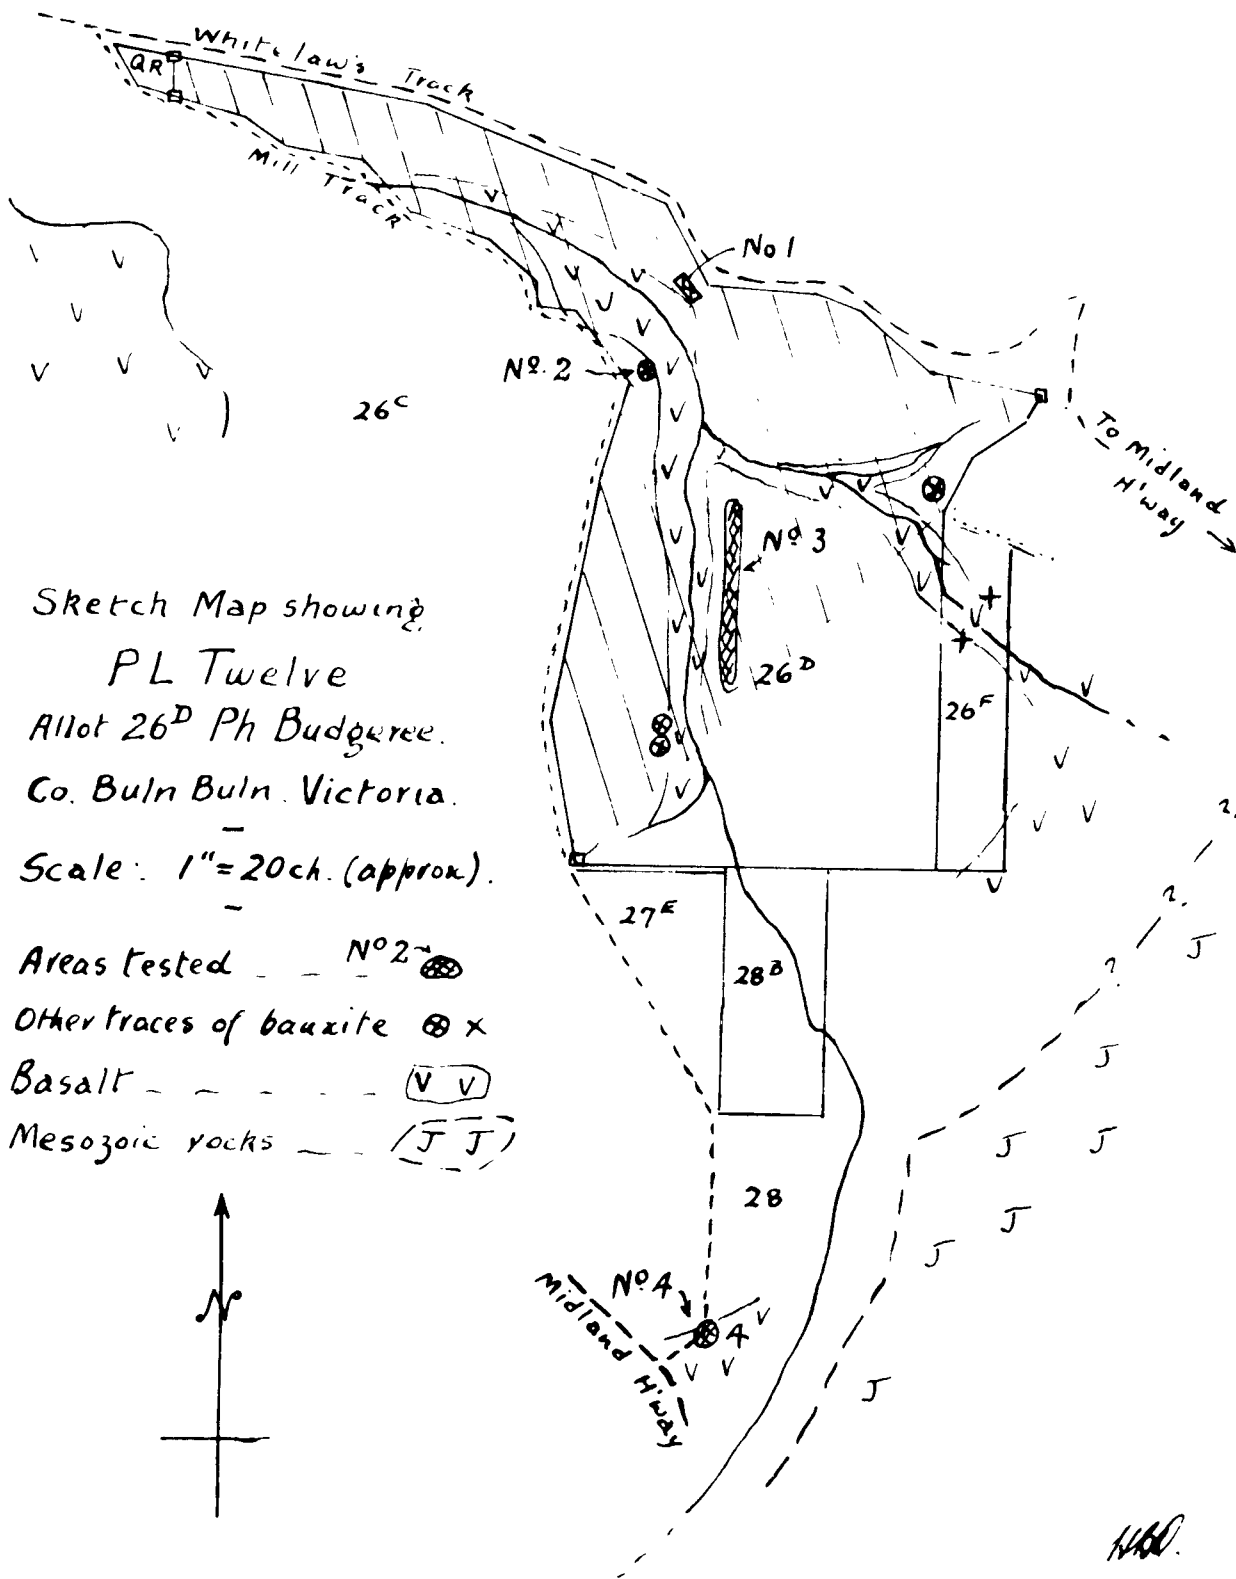 Whitelaw's Track
QR
Mill Track
No 1
No. 2
26C
To Midland
H'way
No 3
Sketch Map showing
PL Twelve
Allot 26D Ph Budgeree.
Co. Buln Buln. Victoria.
Scale: 1"=20ch. (approx).
Areas tested No 2
Other traces of bauxite x
Basalt V V
Mesozoic rocks J J
26D
26F
27E
28B
28
No. 4
4
Midland
H'way
N